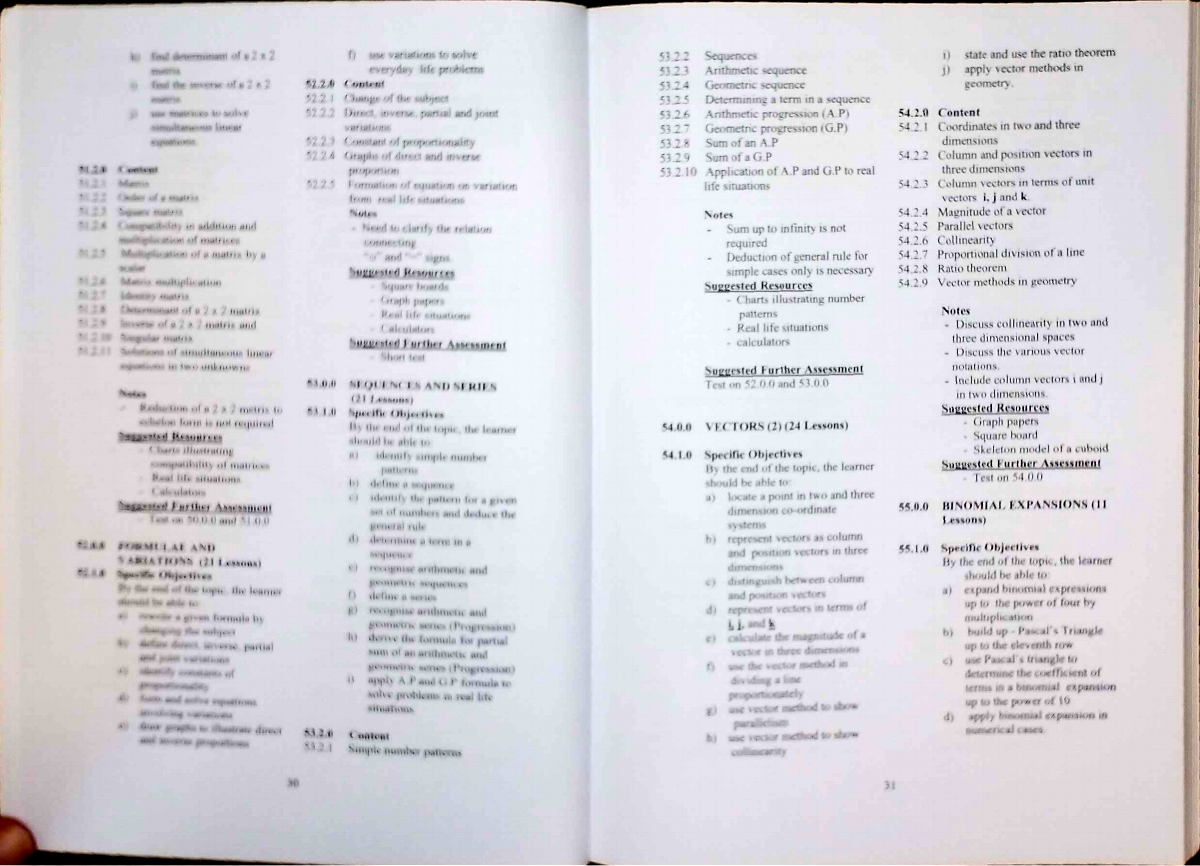 h) find determinant of a 2 x 2
matrix
i) find the inverse of a 2 x 2
matrix
j) use matrices to solve
simultaneous linear
equations.
51.2.0 Content
51.2.1 Matrix
51.2.2 Order of a matrix
51.2.3 Square matrix
51.2.4 Compatibility in addition and
multiplication of matrices
51.2.5 Multiplication of a matrix by a
scalar
51.2.6 Matrix multiplication
51.2.7 Identity matrix
51.2.8 Determinant of a 2 x 2 matrix
51.2.9 Inverse of a 2 x 2 matrix and
51.2.10 Singular matrix
51.2.11 Solutions of simultaneous linear
equations in two unknowns
Notes
- Reduction of a 2 x 2 matrix to
echelon form is not required
Suggested Resources
- Charts illustrating
compatibility of matrices
- Real life situations
- Calculators
Suggested Further Assessment
- Test on 50.0.0 and 51.0.0
52.0.0 FORMULAE AND
VARIATIONS (21 Lessons)
52.1.0 Specific Objectives
By the end of the topic, the learner
should be able to:
a) rewrite a given formula by
changing the subject
b) define direct, inverse, partial
and joint variations
c) identify constants of
proportionality
d) form and solve equations
involving variations
e) draw graphs to illustrate direct
and inverse proportions
30
f) use variations to solve
everyday life problems
52.2.0 Content
52.2.1 Change of the subject
52.2.2 Direct, inverse, partial and joint
variations
52.2.3 Constant of proportionality
52.2.4 Graphs of direct and inverse
proportion
52.2.5 Formation of equation on variation
from real life situations
Notes
- Need to clarify the relation
connecting
and signs
Suggested Resources
- Square boards
- Graph papers
- Real life situations
- Calculators
Suggested Further Assessment
- Short test
53.0.0 SEQUENCES AND SERIES
(21 Lessons)
53.1.0 Specific Objectives
By the end of the topic, the learner
should be able to
a) identify simple number
patterns
b) define a sequence
c) identify the pattern for a given
set of numbers and deduce the
general rule
d) determine a term in a
sequence
e) recognise arithmetic and
geometric sequences
f) define a series
g) recognise arithmetic and
geometric series (Progression)
h) derive the formula for partial
sum of an arithmetic and
geometric series (Progression)
i) apply A.P and G.P formula to
solve problems in real life
situations.
53.2.0 Content
53.2.1 Simple number patterns
53.2.2 Sequences
53.2.3 Arithmetic sequence
53.2.4 Geometric sequence
53.2.5 Determining a term in a sequence
53.2.6 Arithmetic progression (A.P)
53.2.7 Geometric progression (G.P)
53.2.8 Sum of an A.P
53.2.9 Sum of a G.P
53.2.10 Application of A.P and G.P to real
life situations
Notes
- Sum up to infinity is not
required
- Deduction of general rule for
simple cases only is necessary
Suggested Resources
- Charts illustrating number
patterns
- Real life situations
- calculators
Suggested Further Assessment
Test on 52.0.0 and 53.0.0
54.0.0 VECTORS (2) (24 Lessons)
54.1.0 Specific Objectives
By the end of the topic, the learner
should be able to:
a) locate a point in two and three
dimension co-ordinate
systems
b) represent vectors as column
and position vectors in three
dimensions
c) distinguish between column
and position vectors
d) represent vectors in terms of
i, j, and k
e) calculate the magnitude of a
vector in three dimensions
f) use the vector method in
dividing a line
proportionately
g) use vector method to show
parallelism
h) use vector method to show
collinearity
31
i) state and use the ratio theorem
j) apply vector methods in
geometry.
54.2.0 Content
54.2.1 Coordinates in two and three
dimensions
54.2.2 Column and position vectors in
three dimensions
54.2.3 Column vectors in terms of unit
vectors i, j and k.
54.2.4 Magnitude of a vector
54.2.5 Parallel vectors
54.2.6 Collinearity
54.2.7 Proportional division of a line
54.2.8 Ratio theorem
54.2.9 Vector methods in geometry
Notes
- Discuss collinearity in two and
three dimensional spaces
- Discuss the various vector
notations.
- Include column vectors i and j
in two dimensions.
Suggested Resources
- Graph papers
- Square board
- Skeleton model of a cuboid
Suggested Further Assessment
- Test on 54.0.0
55.0.0 BINOMIAL EXPANSIONS (11
Lessons)
55.1.0 Specific Objectives
By the end of the topic, the learner
should be able to:
a) expand binomial expressions
up to the power of four by
multiplication
b) build up - Pascal's Triangle
up to the eleventh row
c) use Pascal's triangle to
determine the coefficient of
terms in a binomial expansion
up to the power of 10
d) apply binomial expansion in
numerical cases.